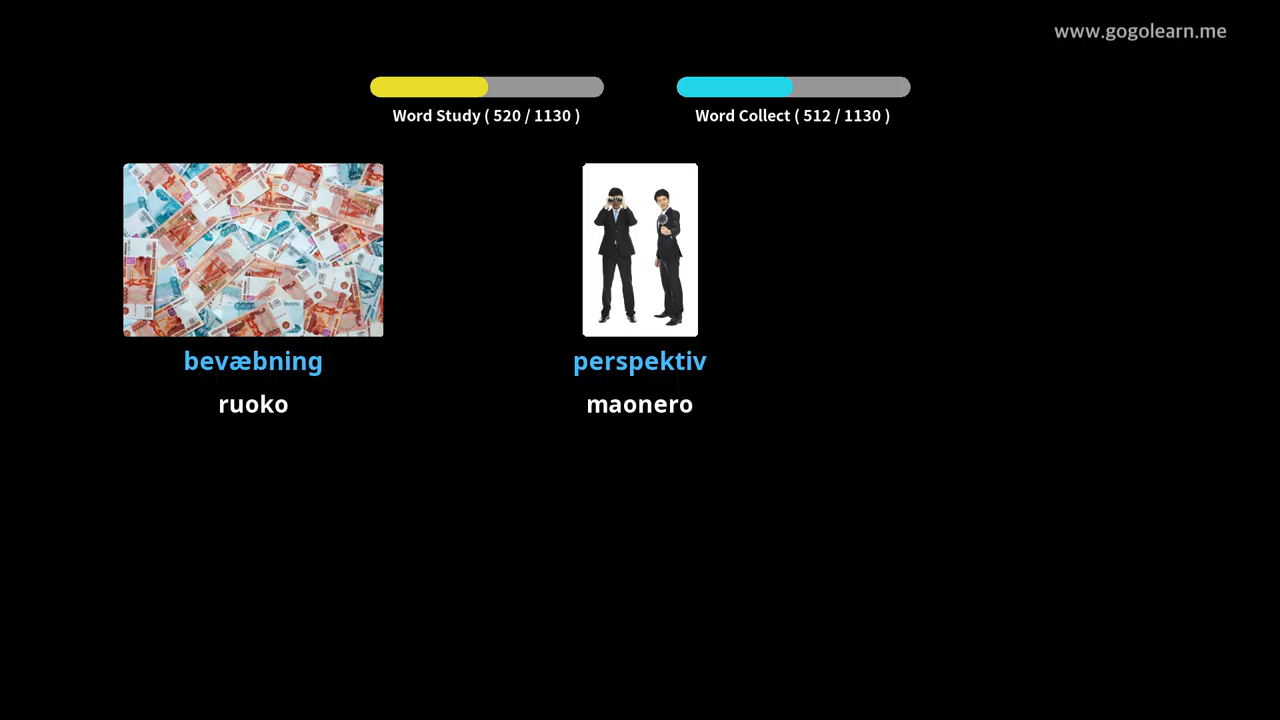 www.gogolearn.me
Word Study ( 520 / 1130 )
Word Collect ( 512 / 1130 )
bevæbning
perspektiv
ruoko
maonero